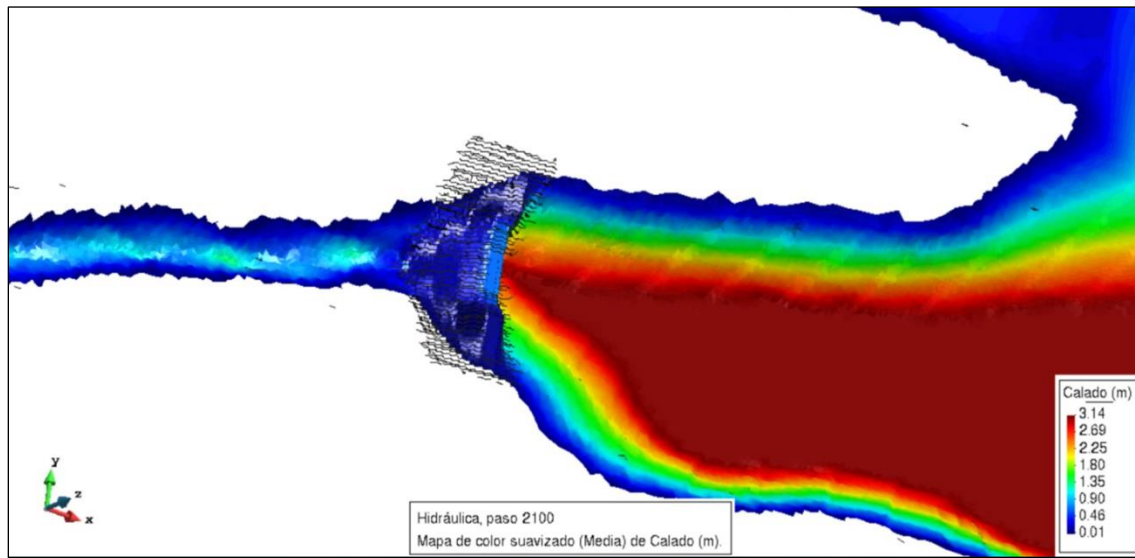 Calado (m)
3.14
2.69
2.25
1.80
1.35
0.90
0.46
0.01
y
z
x
Hidráulica, paso 2100
Mapa de color suavizado (Media) de Calado (m).